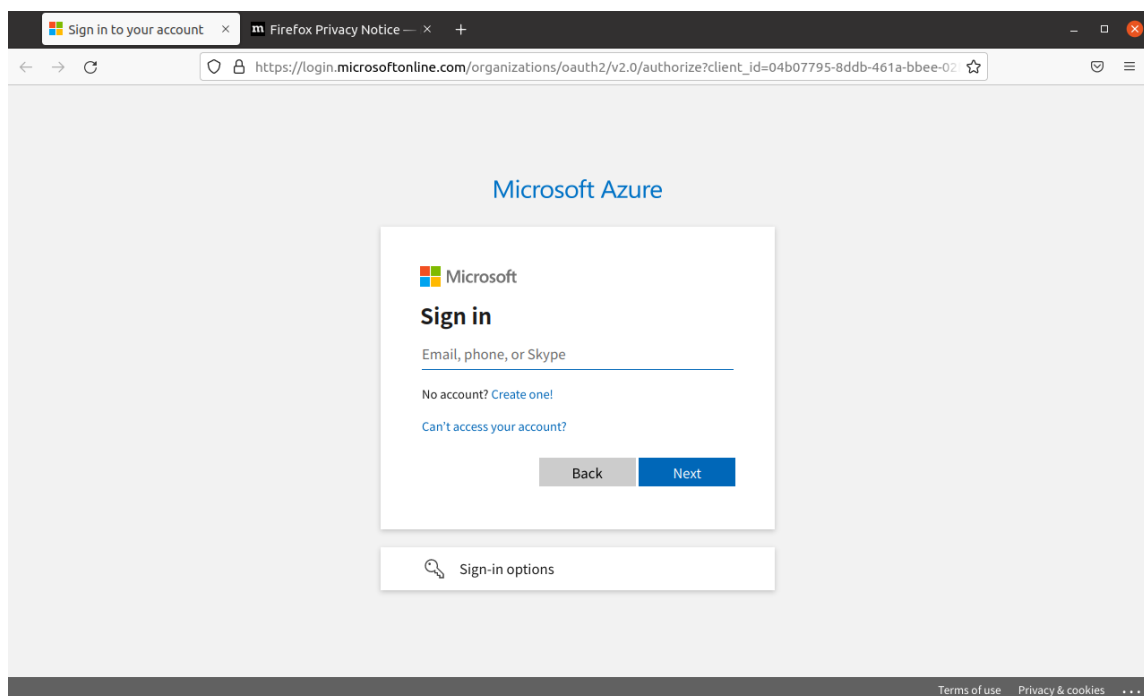 Sign in to your account
m Firefox Privacy Notice —
https://login.microsoftonline.com/organizations/oauth2/v2.0/authorize?client_id=04b07795-8ddb-461a-bbee-02
Microsoft Azure
Microsoft
Sign in
Email, phone, or Skype
No account? Create one!
Can't access your account?
Back Next
Sign-in options
Terms of use Privacy & cookies ...